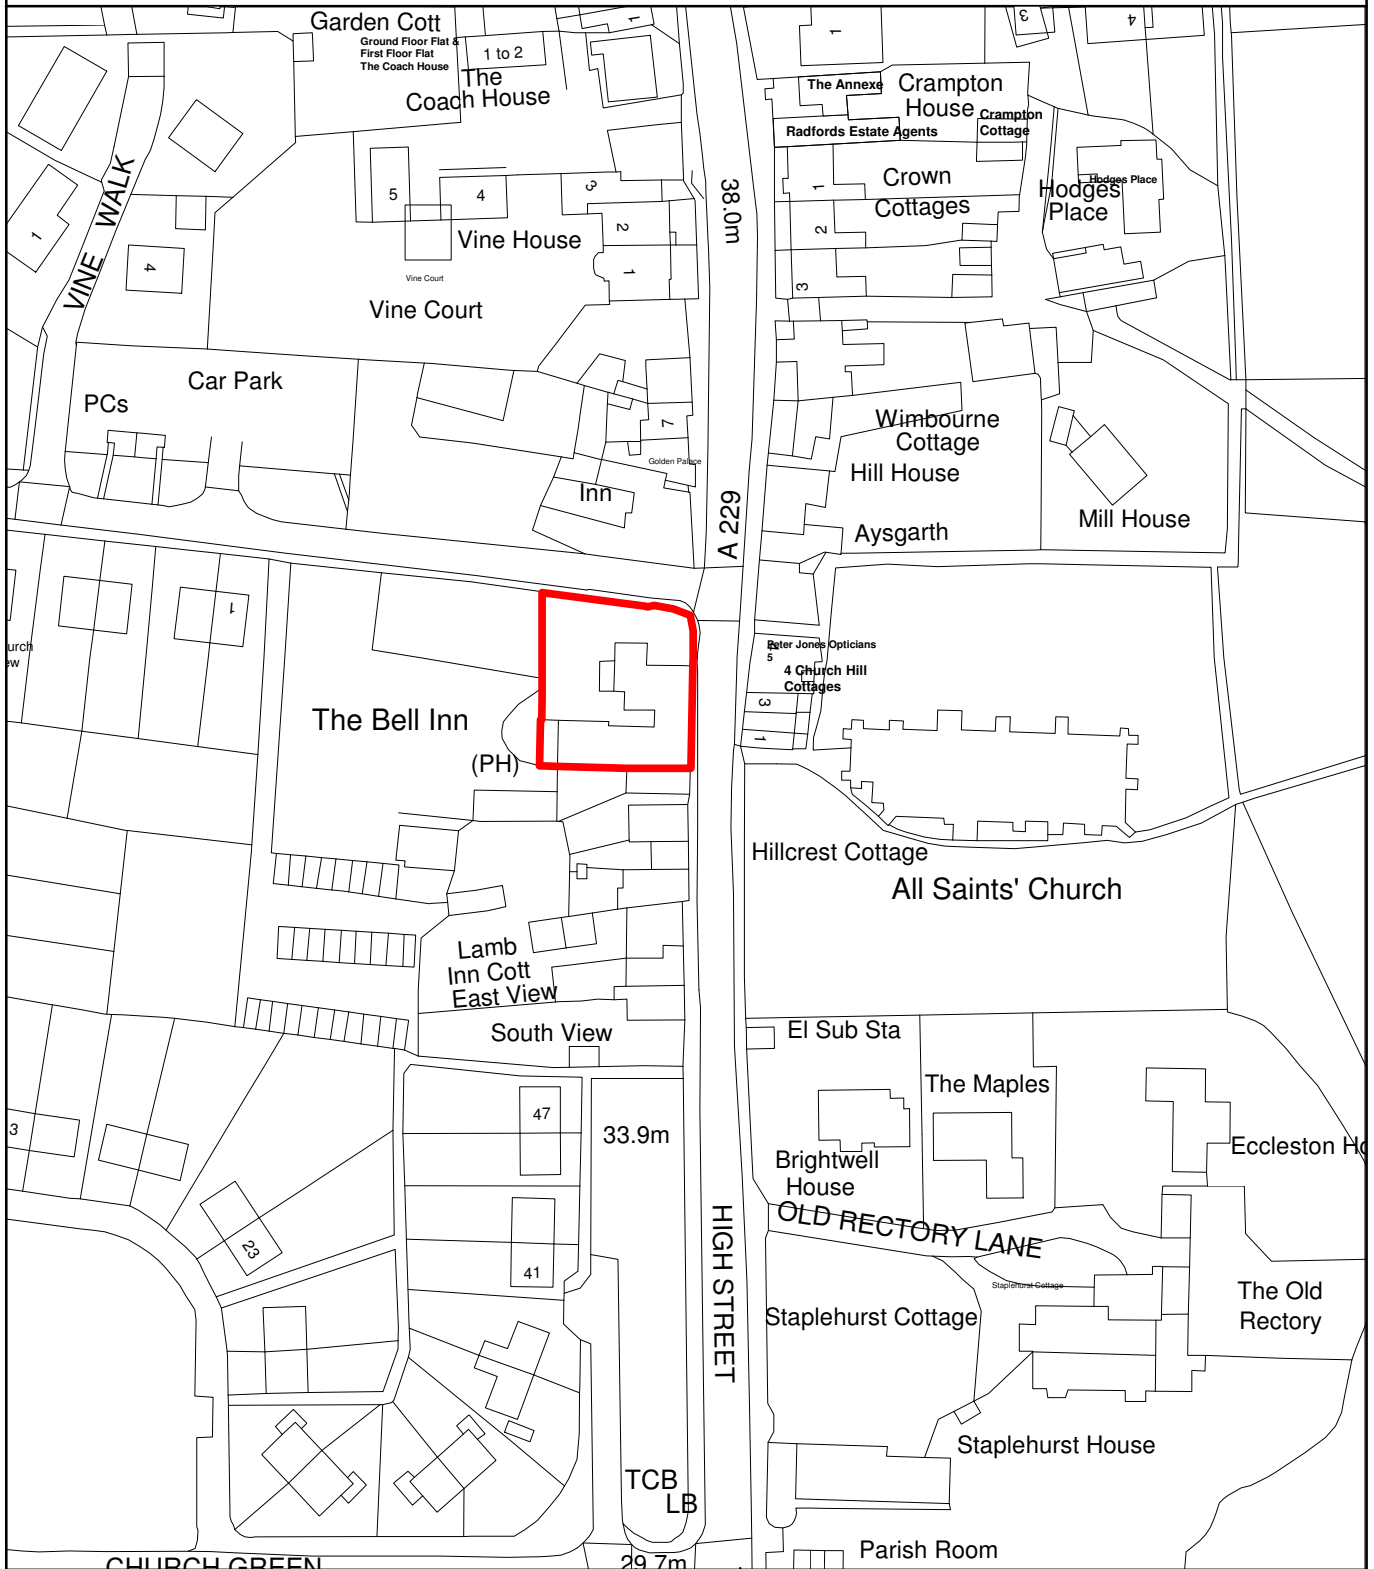 Garden Cott
Ground Floor Flat &
First Floor Flat
The Coach House
1 to 2
1
The
Coach House
1
3
4
The Annexe
Crampton
House
Crampton
Cottage
Radfords Estate Agents
VINE WALK
1
4
5
4
3
2
1
Vine House
Vine Court
Vine Court
38.0m
1
2
3
Crown
Cottages
Hodges Place
Hodges
Place
Car Park
PCs
7
Golden Palace
Inn
A 229
Wimbourne
Cottage
Hill House
Aysgarth
Mill House
1
urch
ew
The Bell Inn
(PH)
Peter Jones Opticians
5
4 Church Hill
Cottages
3
1
Hillcrest Cottage
All Saints' Church
Lamb
Inn Cott
East View
South View
El Sub Sta
The Maples
47
33.9m
3
Brightwell
House
Eccleston Ho
OLD RECTORY LANE
HIGH STREET
23
41
Staplehurst Cottage
Staplehurst Cottage
The Old
Rectory
Staplehurst House
TCB
LB
Parish Room
CHURCH GREEN
29.7m